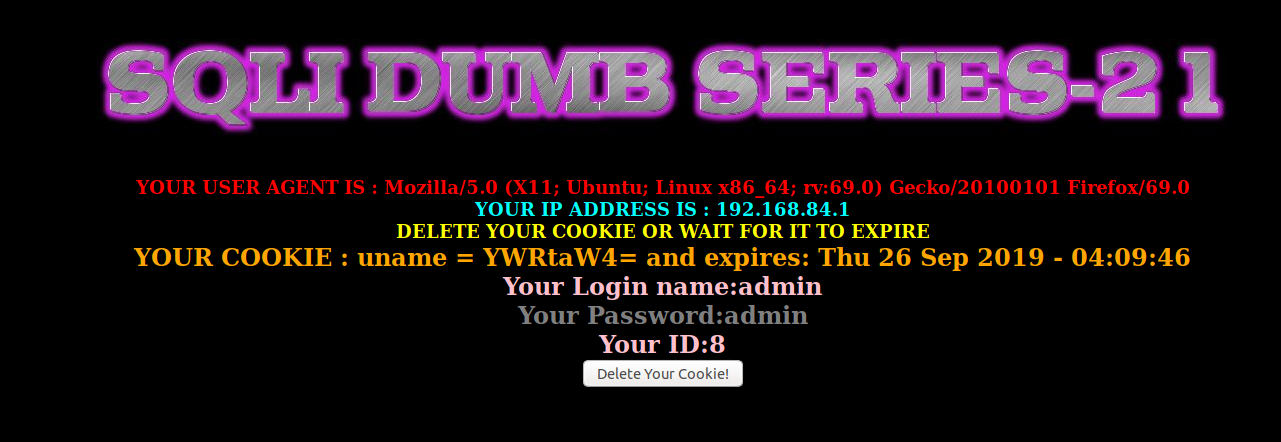 SQLI DUMB SERIES-21
YOUR USER AGENT IS : Mozilla/5.0 (X11; Ubuntu; Linux x86_64; rv:69.0) Gecko/20100101 Firefox/69.0
YOUR IP ADDRESS IS : 192.168.84.1
DELETE YOUR COOKIE OR WAIT FOR IT TO EXPIRE
YOUR COOKIE : uname = YWRtaW4= and expires: Thu 26 Sep 2019 - 04:09:46
Your Login name:admin
Your Password:admin
Your ID:8
Delete Your Cookie!